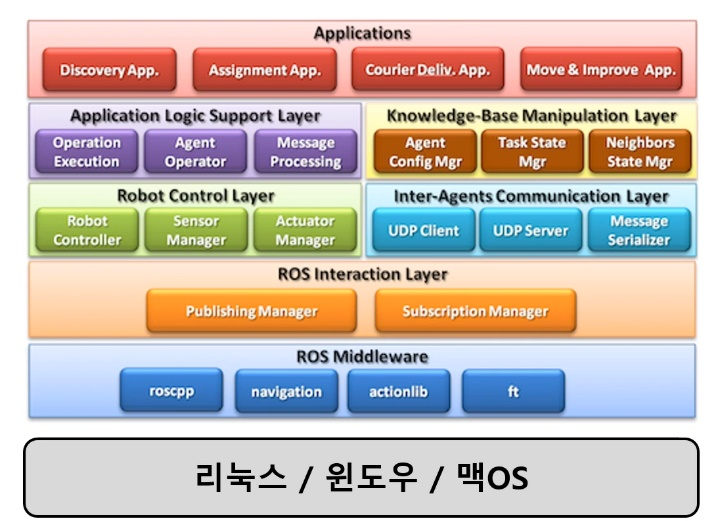 Applications
Discovery App.
Assignment App.
Courier Deliv. App.
Move & Improve App.
Application Logic Support Layer
Operation
Execution
Agent
Operator
Message
Processing
Knowledge-Base Manipulation Layer
Agent
Config Mgr
Task State
Mgr
Neighbors
State Mgr
Robot Control Layer
Robot
Controller
Sensor
Manager
Actuator
Manager
Inter-Agents Communication Layer
UDP Client
UDP Server
Message
Serializer
ROS Interaction Layer
Publishing Manager
Subscription Manager
ROS Middleware
roscpp
navigation
actionlib
ft
리눅스 / 윈도우 / 맥OS